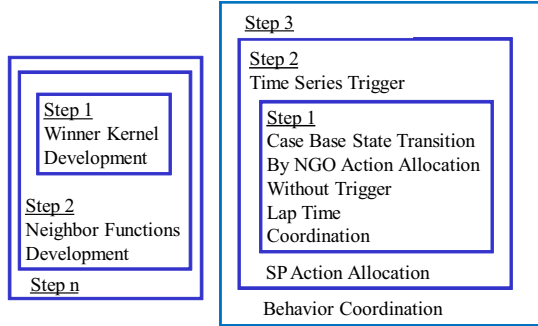 Step 1
Winner Kernel
Development
Step 2
Neighbor Functions
Development
Step n
Step 3
Step 2
Time Series Trigger
Step 1
Case Base State Transition
By NGO Action Allocation
Without Trigger
Lap Time
Coordination
SP Action Allocation
Behavior Coordination